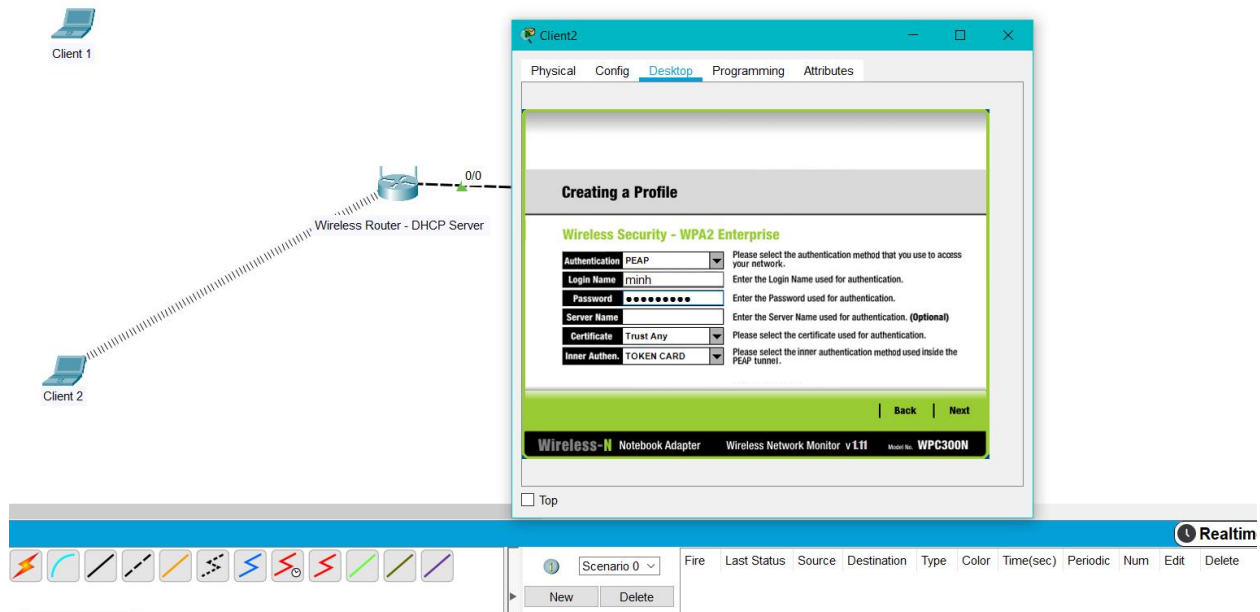 Client 1
0/0
Wireless Router - DHCP Server
Client 2
Client2
Physical Config Desktop Programming Attributes
Creating a Profile
Wireless Security - WPA2 Enterprise
Authentication PEAP Please select the authentication method that you use to access
your network.
Login Name minh Enter the Login Name used for authentication.
Password ●●●●●●●●● Enter the Password used for authentication.
Server Name Enter the Server Name used for authentication. (Optional)
Certificate Trust Any Please select the certificate used for authentication.
Inner Authen. TOKEN CARD Please select the inner authentication method used inside the
PEAP tunnel.
Back Next
Wireless-N Notebook Adapter Wireless Network Monitor v1.11 Model No. WPC300N
Top
Realtim
Scenario 0
Fire Last Status Source Destination Type Color Time(sec) Periodic Num Edit Delete
New Delete